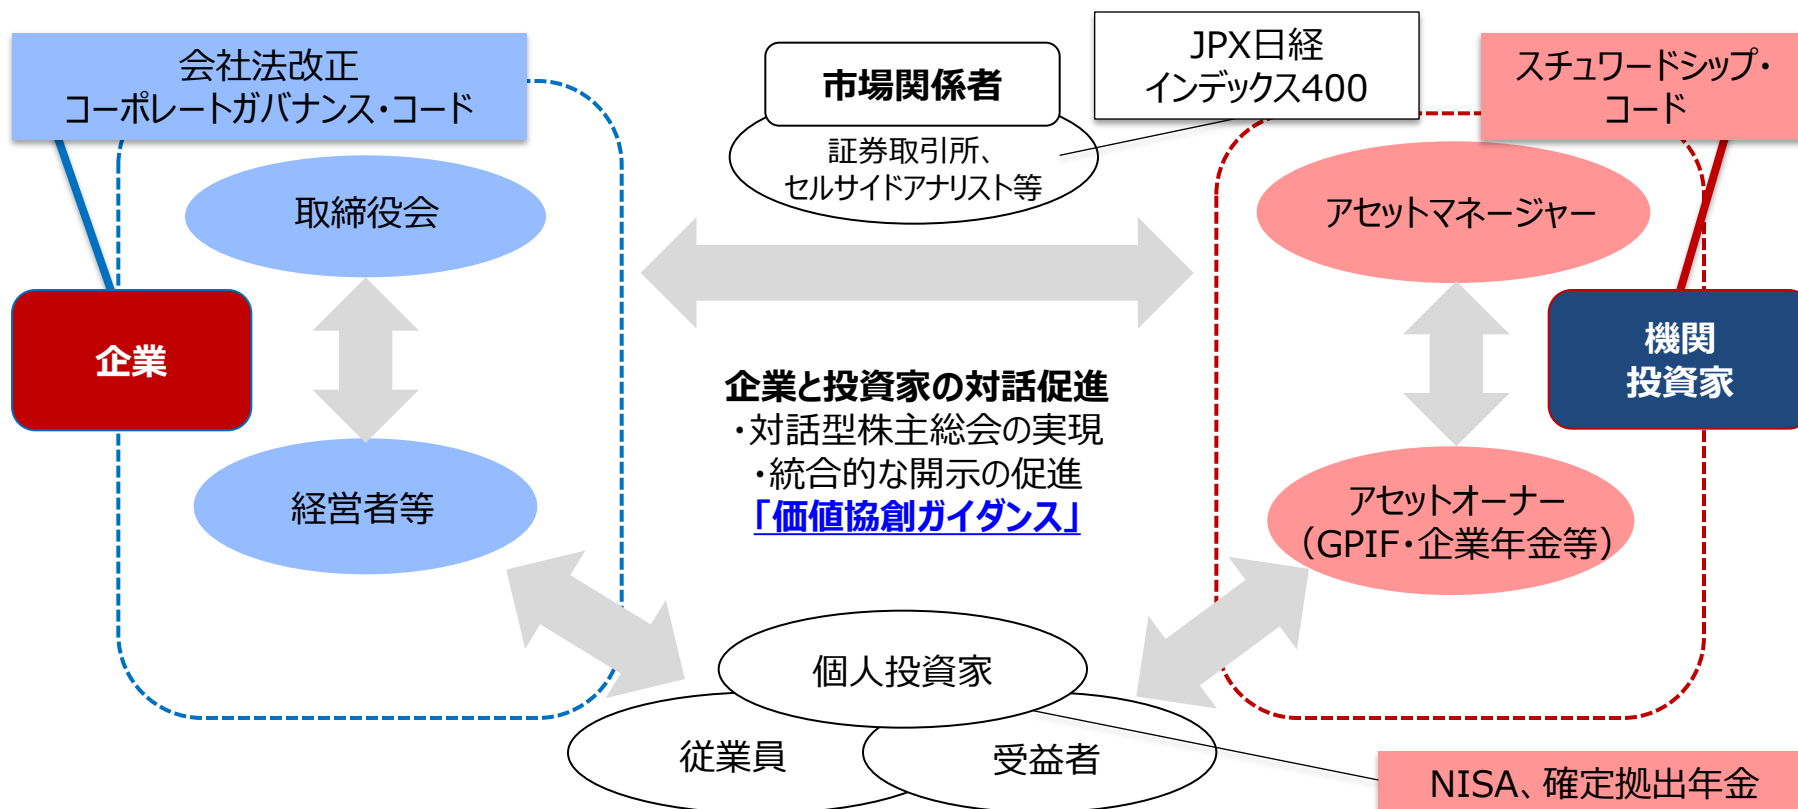 会社法改正
コーポレートガバナンス・コード
市場関係者
証券取引所、
セルサイドアナリスト等
JPX日経
インデックス400
スチュワードシップ・
コード
取締役会
アセットマネージャー
企業
機関
投資家
企業と投資家の対話促進
・対話型株主総会の実現
・統合的な開示の促進
「価値協創ガイダンス」
経営者等
アセットオーナー
（GPIF・企業年金等）
個人投資家
従業員
受益者
NISA、確定拠出年金